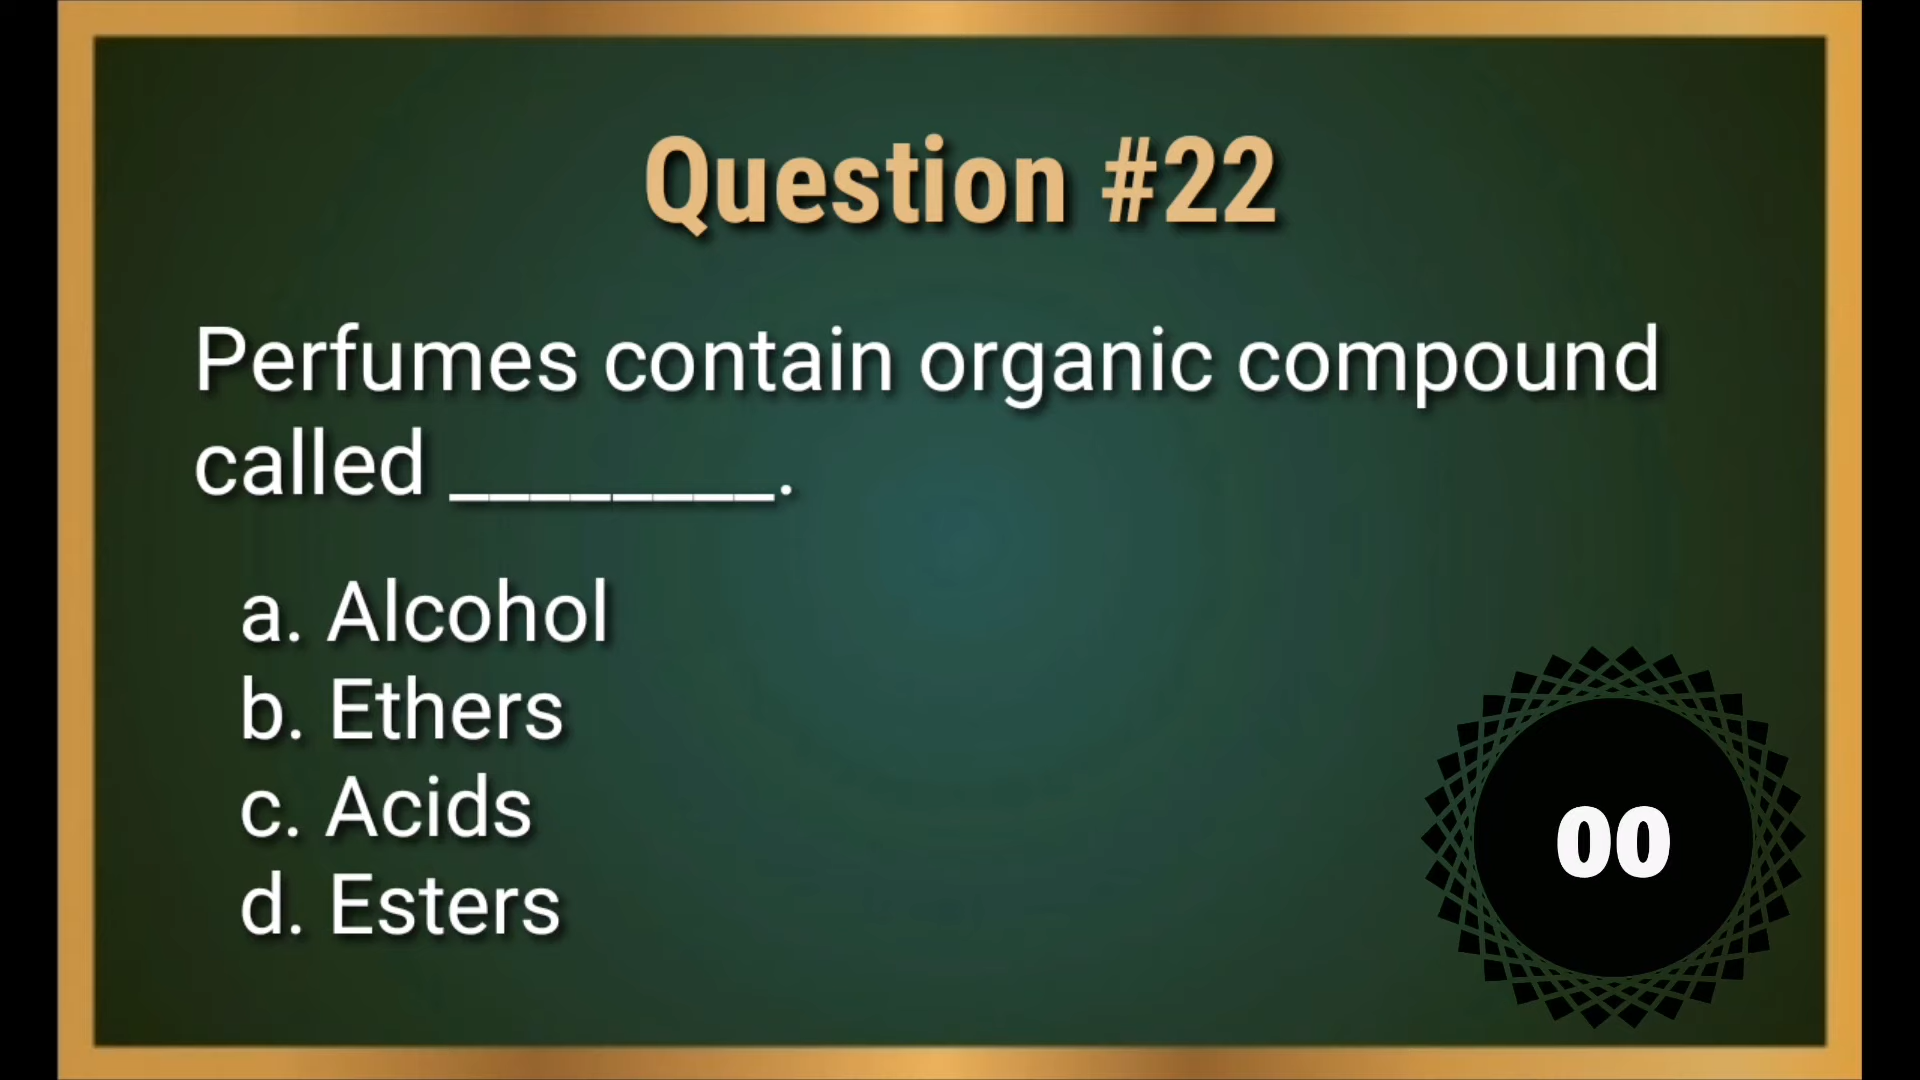 Question #22
Perfumes contain organic compound
called ________.
a. Alcohol
b. Ethers
c. Acids
d. Esters
00